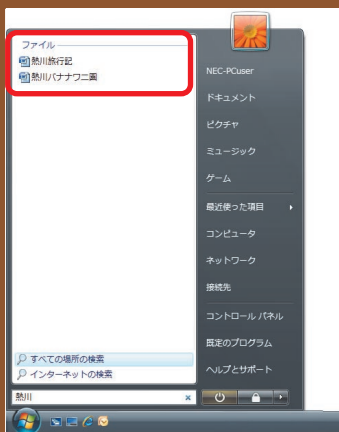 ファイル
熱川旅行記
熱川バナナワニ園
すべての場所の検索
インターネットの検索
熱川
NEC-PCuser
ドキュメント
ピクチャ
ミュージック
ゲーム
最近使った項目
コンピュータ
ネットワーク
接続先
コントロール パネル
既定のプログラム
ヘルプとサポート